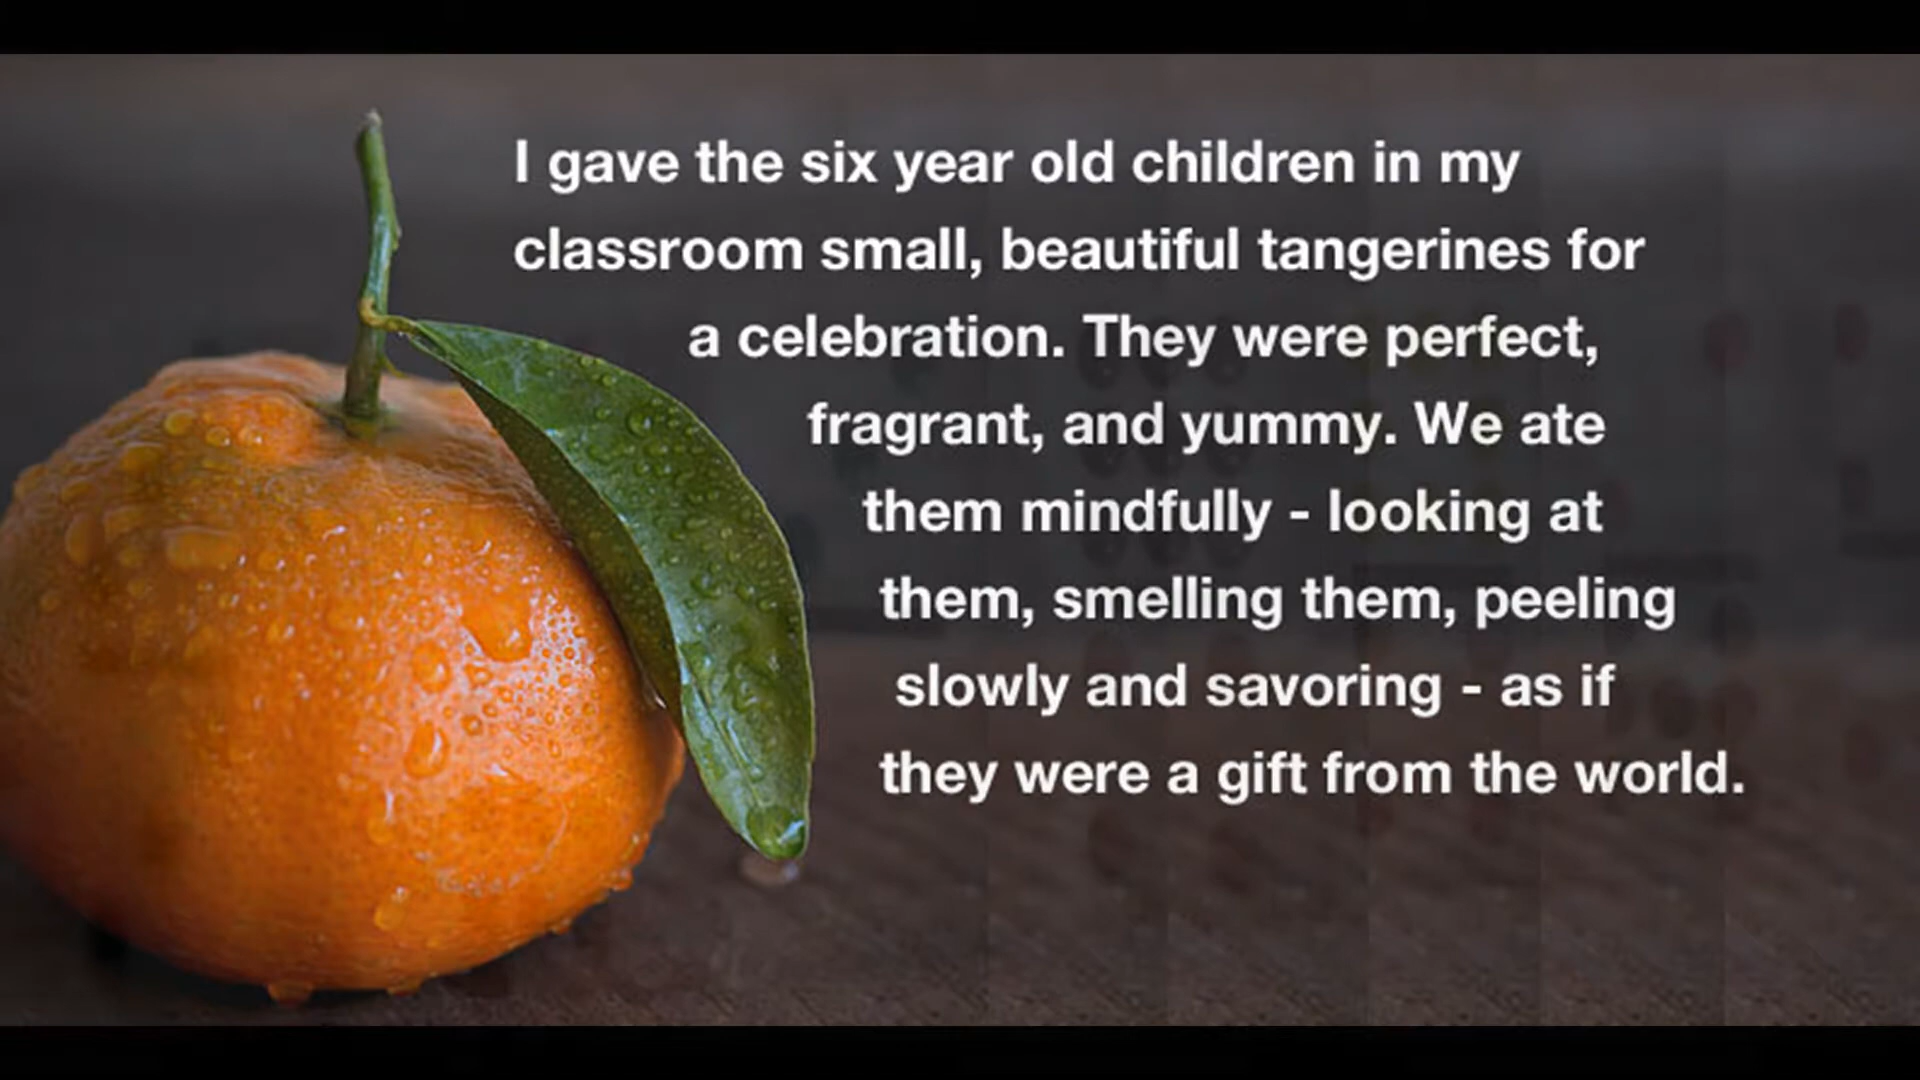 I gave the six year old children in my
classroom small, beautiful tangerines for
a celebration. They were perfect,
fragrant, and yummy. We ate
them mindfully - looking at
them, smelling them, peeling
slowly and savoring - as if
they were a gift from the world.